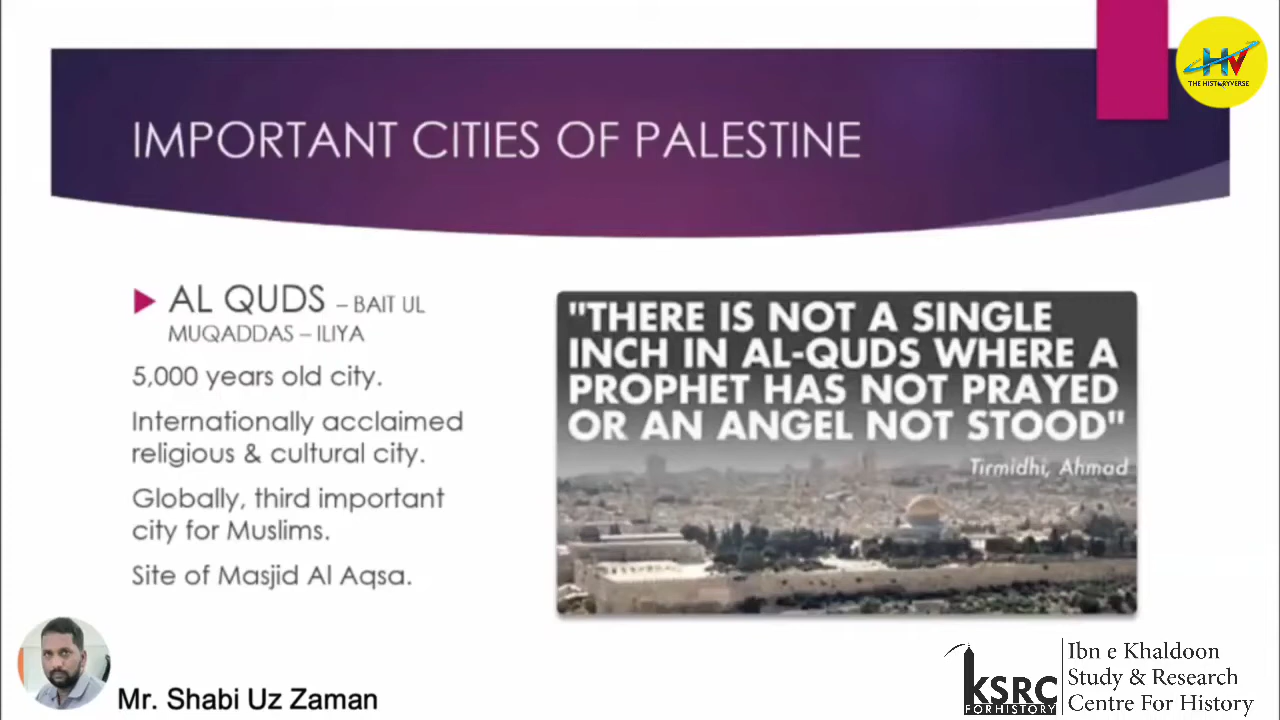 HV
THE HISTORYVERSE
IMPORTANT CITIES OF PALESTINE
AL QUDS – BAIT UL
MUQADDAS – ILIYA
5,000 years old city.
Internationally acclaimed
religious & cultural city.
Globally, third important
city for Muslims.
Site of Masjid Al Aqsa.
"THERE IS NOT A SINGLE
INCH IN AL-QUDS WHERE A
PROPHET HAS NOT PRAYED
OR AN ANGEL NOT STOOD"
Tirmidhi, Ahmad
Mr. Shabi Uz Zaman
kSRC
FORHISTORY
Ibn e Khaldoon
Study & Research
Centre For History